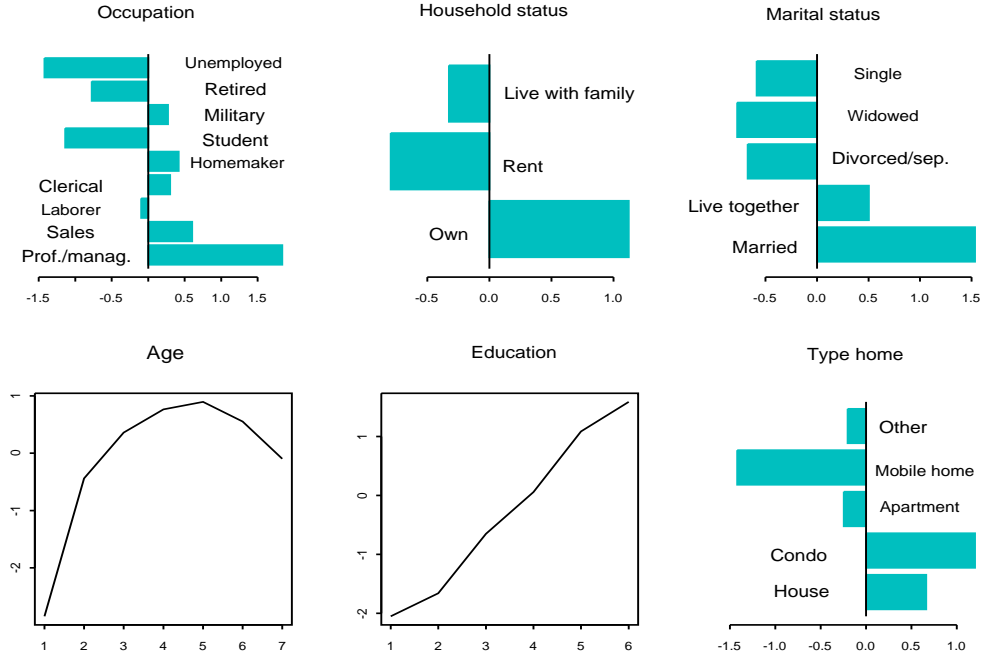 Occupation
Unemployed
Retired
Military
Student
Homemaker
Clerical
Laborer
Sales
Prof./manag.
-1.5 -0.5 0.5 1.0 1.5
Household status
Live with family
Rent
Own
-0.5 0.0 0.5 1.0
Marital status
Single
Widowed
Divorced/sep.
Live together
Married
-0.5 0.0 0.5 1.0 1.5
Age
1
0
-1
-2
1 2 3 4 5 6 7
Education
1
0
-1
-2
1 2 3 4 5 6
Type home
Other
Mobile home
Apartment
Condo
House
-1.5 -1.0 -0.5 0.0 0.5 1.0